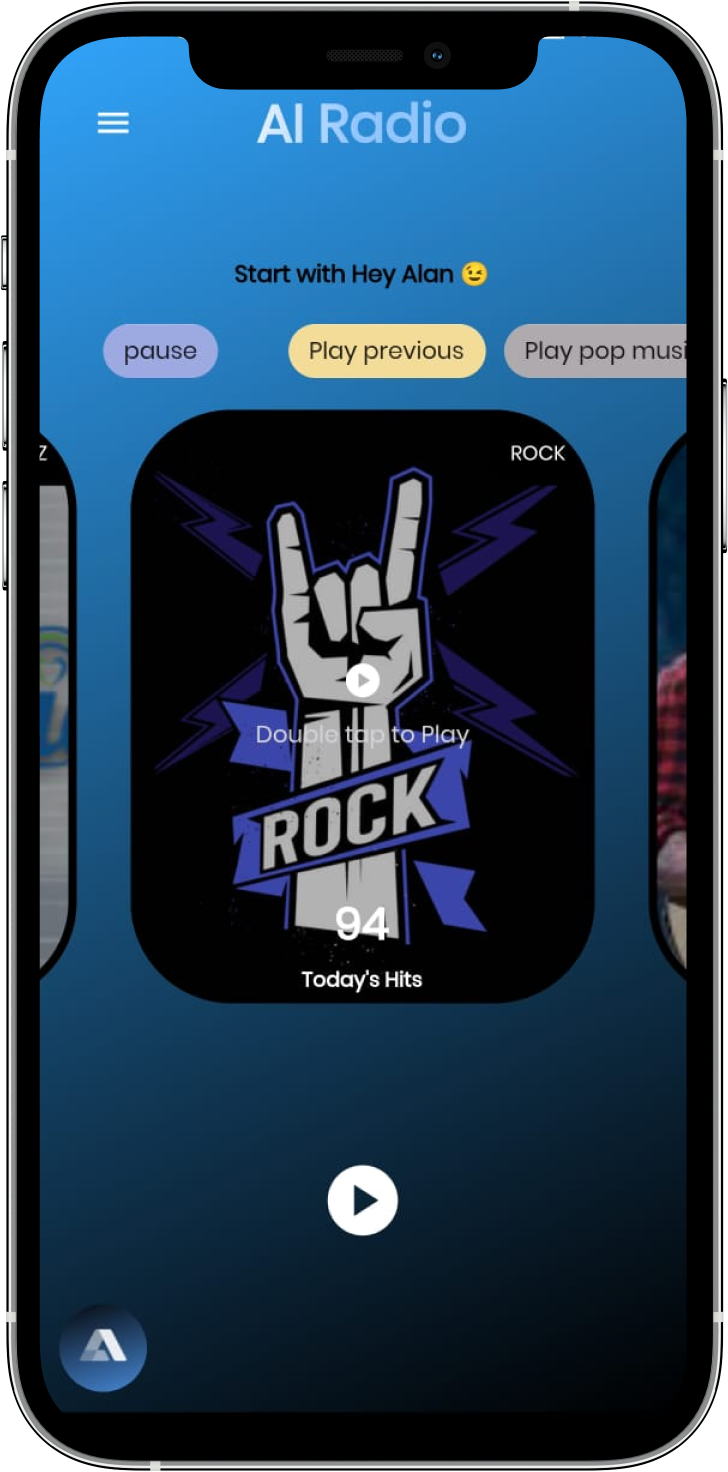 AI Radio
Start with Hey Alan 😉
pause
Play previous
Play pop musi
Z
ROCK
Double tap to Play
ROCK
94
Today's Hits